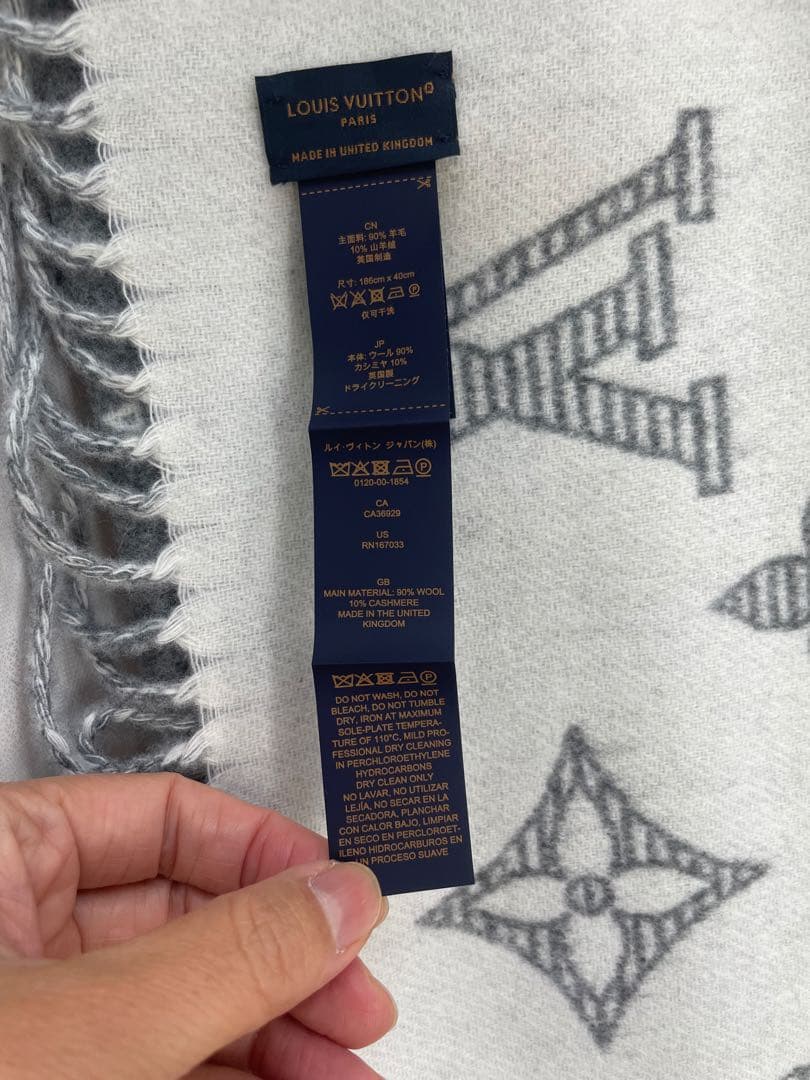 LOUIS VUITTON®
PARIS
MADE IN UNITED KINGDOM
CN
主面料: 90% 羊毛
10% 山羊绒
英国制造
尺寸: 186cm x 40cm
仅可干洗
JP
本体: ウール 90%
カシミヤ 10%
英国製
ドライクリーニング
ルイ・ヴィトン ジャパン(株)
0120-00-1854
CA
CA36929
US
RN167033
GB
MAIN MATERIAL: 90% WOOL
10% CASHMERE
MADE IN THE UNITED
KINGDOM
DO NOT WASH, DO NOT
BLEACH, DO NOT TUMBLE
DRY, IRON AT MAXIMUM
SOLE-PLATE TEMPERA-
TURE OF 110°C, MILD PRO-
FESSIONAL DRY CLEANING
IN PERCHLOROETHYLENE
HYDROCARBONS
DRY CLEAN ONLY
NO LAVAR, NO UTILIZAR
LEJÍA, NO SECAR EN LA
SECADORA, PLANCHAR
CON CALOR BAJO, LIMPIAR
EN SECO EN PERCLOROET-
ILENO HIDROCARBUROS EN
UN PROCESO SUAVE